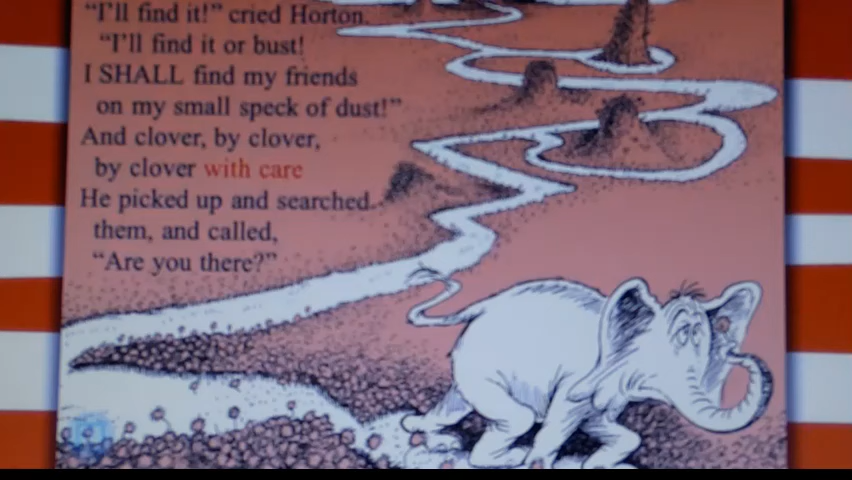 “I’ll find it!” cried Horton.
“I’ll find it or bust!
I SHALL find my friends
on my small speck of dust!”
And clover, by clover,
by clover with care
He picked up and searched
them, and called,
“Are you there?”